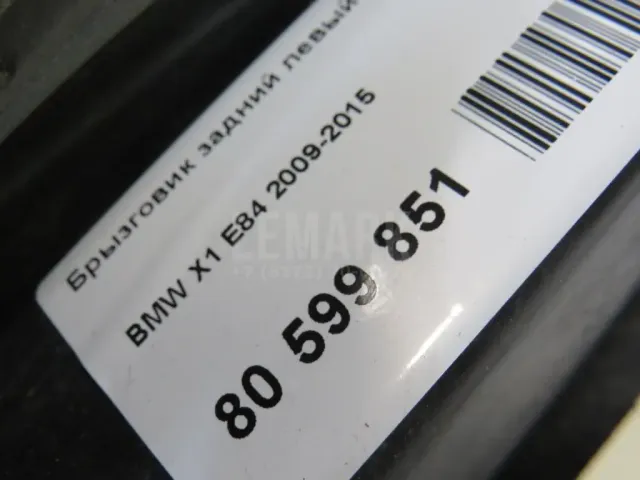 Брызговик задний левый
BMW X1 E84 2009-2015
80 599 851